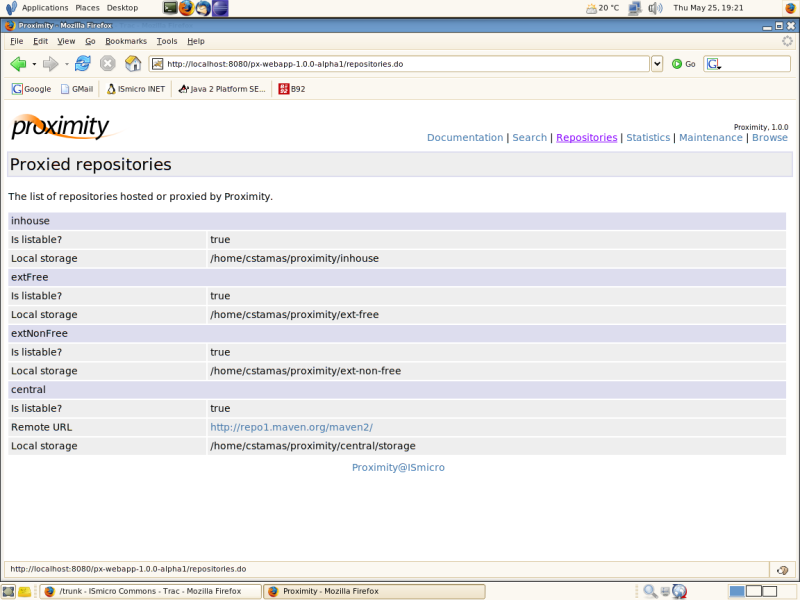 Applications Places Desktop 20 °C Thu May 25, 19:21
Proximity - Mozilla Firefox
File Edit View Go Bookmarks Tools Help
http://localhost:8080/px-webapp-1.0.0-alpha1/repositories.do Go G
Google GMail ISmicro INET Java 2 Platform SE... B92
proximity
Proximity, 1.0.0
Documentation | Search | Repositories | Statistics | Maintenance | Browse
Proxied repositories
The list of repositories hosted or proxied by Proximity.
inhouse
Is listable? true
Local storage /home/cstamas/proximity/inhouse
extFree
Is listable? true
Local storage /home/cstamas/proximity/ext-free
extNonFree
Is listable? true
Local storage /home/cstamas/proximity/ext-non-free
central
Is listable? true
Remote URL http://repo1.maven.org/maven2/
Local storage /home/cstamas/proximity/central/storage
Proximity@ISmicro
http://localhost:8080/px-webapp-1.0.0-alpha1/repositories.do
/trunk - ISmicro Commons - Trac - Mozilla Firefox Proximity - Mozilla Firefox